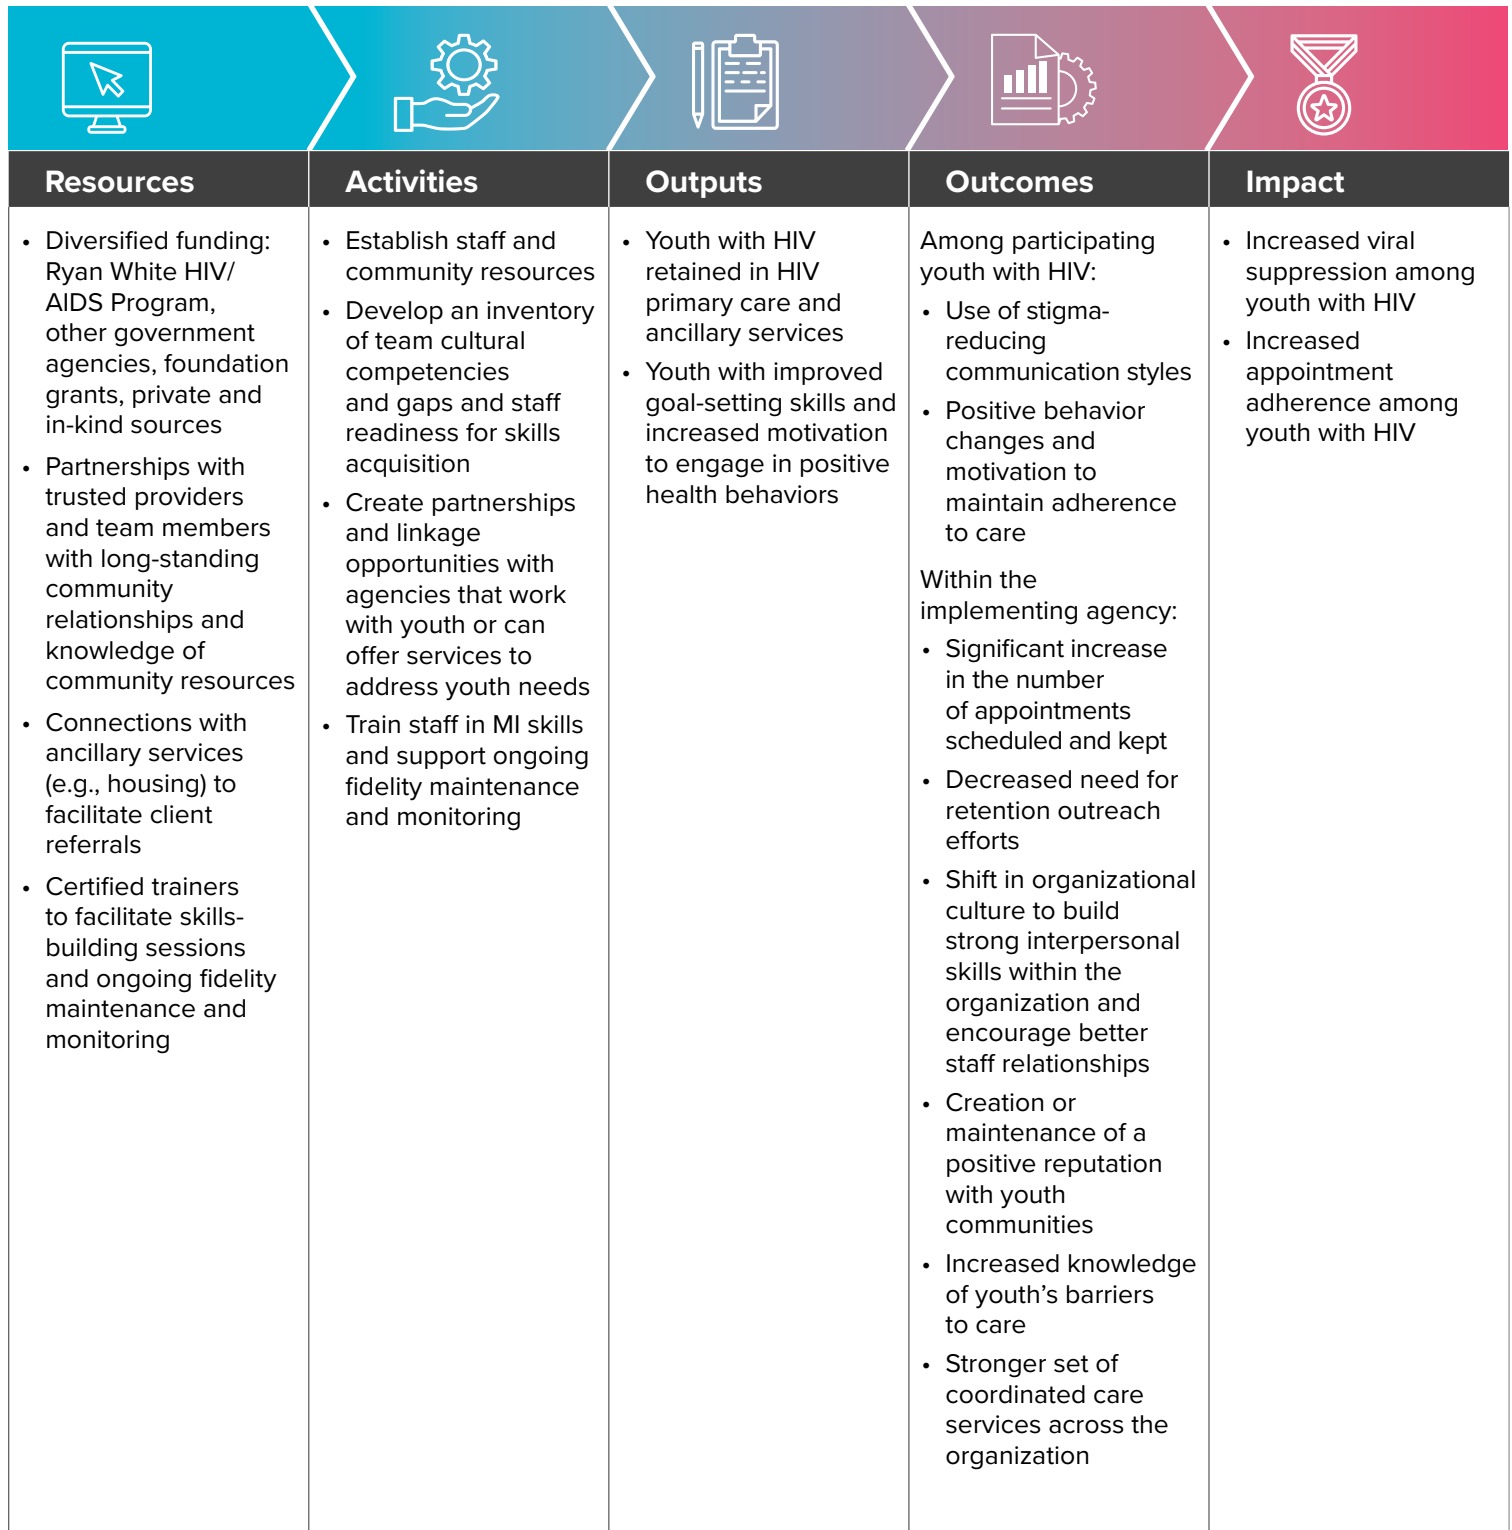 Resources
Activities
Outputs
Outcomes
Impact
• Diversified funding:
Ryan White HIV/
AIDS Program,
other government
agencies, foundation
grants, private and
in-kind sources
• Partnerships with
trusted providers
and team members
with long-standing
community
relationships and
knowledge of
community resources
• Connections with
ancillary services
(e.g., housing) to
facilitate client
referrals
• Certified trainers
to facilitate skills-
building sessions
and ongoing fidelity
maintenance and
monitoring
• Establish staff and
community resources
• Develop an inventory
of team cultural
competencies
and gaps and staff
readiness for skills
acquisition
• Create partnerships
and linkage
opportunities with
agencies that work
with youth or can
offer services to
address youth needs
• Train staff in MI skills
and support ongoing
fidelity maintenance
and monitoring
• Youth with HIV
retained in HIV
primary care and
ancillary services
• Youth with improved
goal-setting skills and
increased motivation
to engage in positive
health behaviors
Among participating
youth with HIV:
• Use of stigma-
reducing
communication styles
• Positive behavior
changes and
motivation to
maintain adherence
to care
Within the
implementing agency:
• Significant increase
in the number
of appointments
scheduled and kept
• Decreased need for
retention outreach
efforts
• Shift in organizational
culture to build
strong interpersonal
skills within the
organization and
encourage better
staff relationships
• Creation or
maintenance of a
positive reputation
with youth
communities
• Increased knowledge
of youth’s barriers
to care
• Stronger set of
coordinated care
services across the
organization
• Increased viral
suppression among
youth with HIV
• Increased
appointment
adherence among
youth with HIV